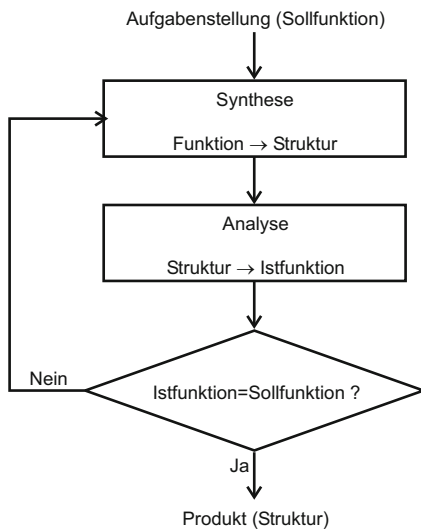 Aufgabenstellung (Sollfunktion)
Synthese
Funktion → Struktur
Analyse
Struktur → Istfunktion
Istfunktion=Sollfunktion ?
Nein
Ja
Produkt (Struktur)